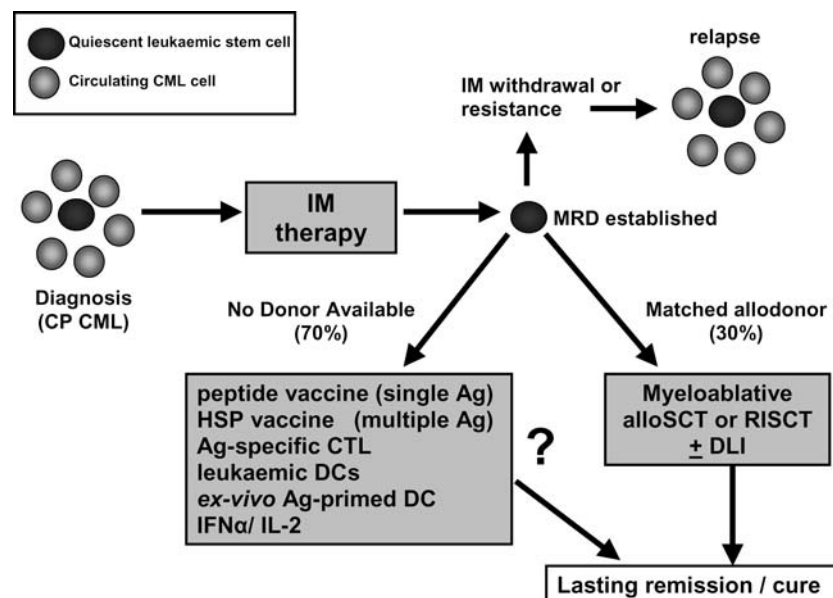 Quiescent leukaemic stem cell
Circulating CML cell
relapse
IM withdrawal or
resistance
IM
therapy
MRD established
Diagnosis
(CP CML)
No Donor Available
(70%)
Matched allodonor
(30%)
peptide vaccine (single Ag)
HSP vaccine (multiple Ag)
Ag-specific CTL
leukaemic DCs
ex-vivo Ag-primed DC
IFNα/ IL-2
?
Myeloablative
alloSCT or RISCT
± DLI
Lasting remission / cure